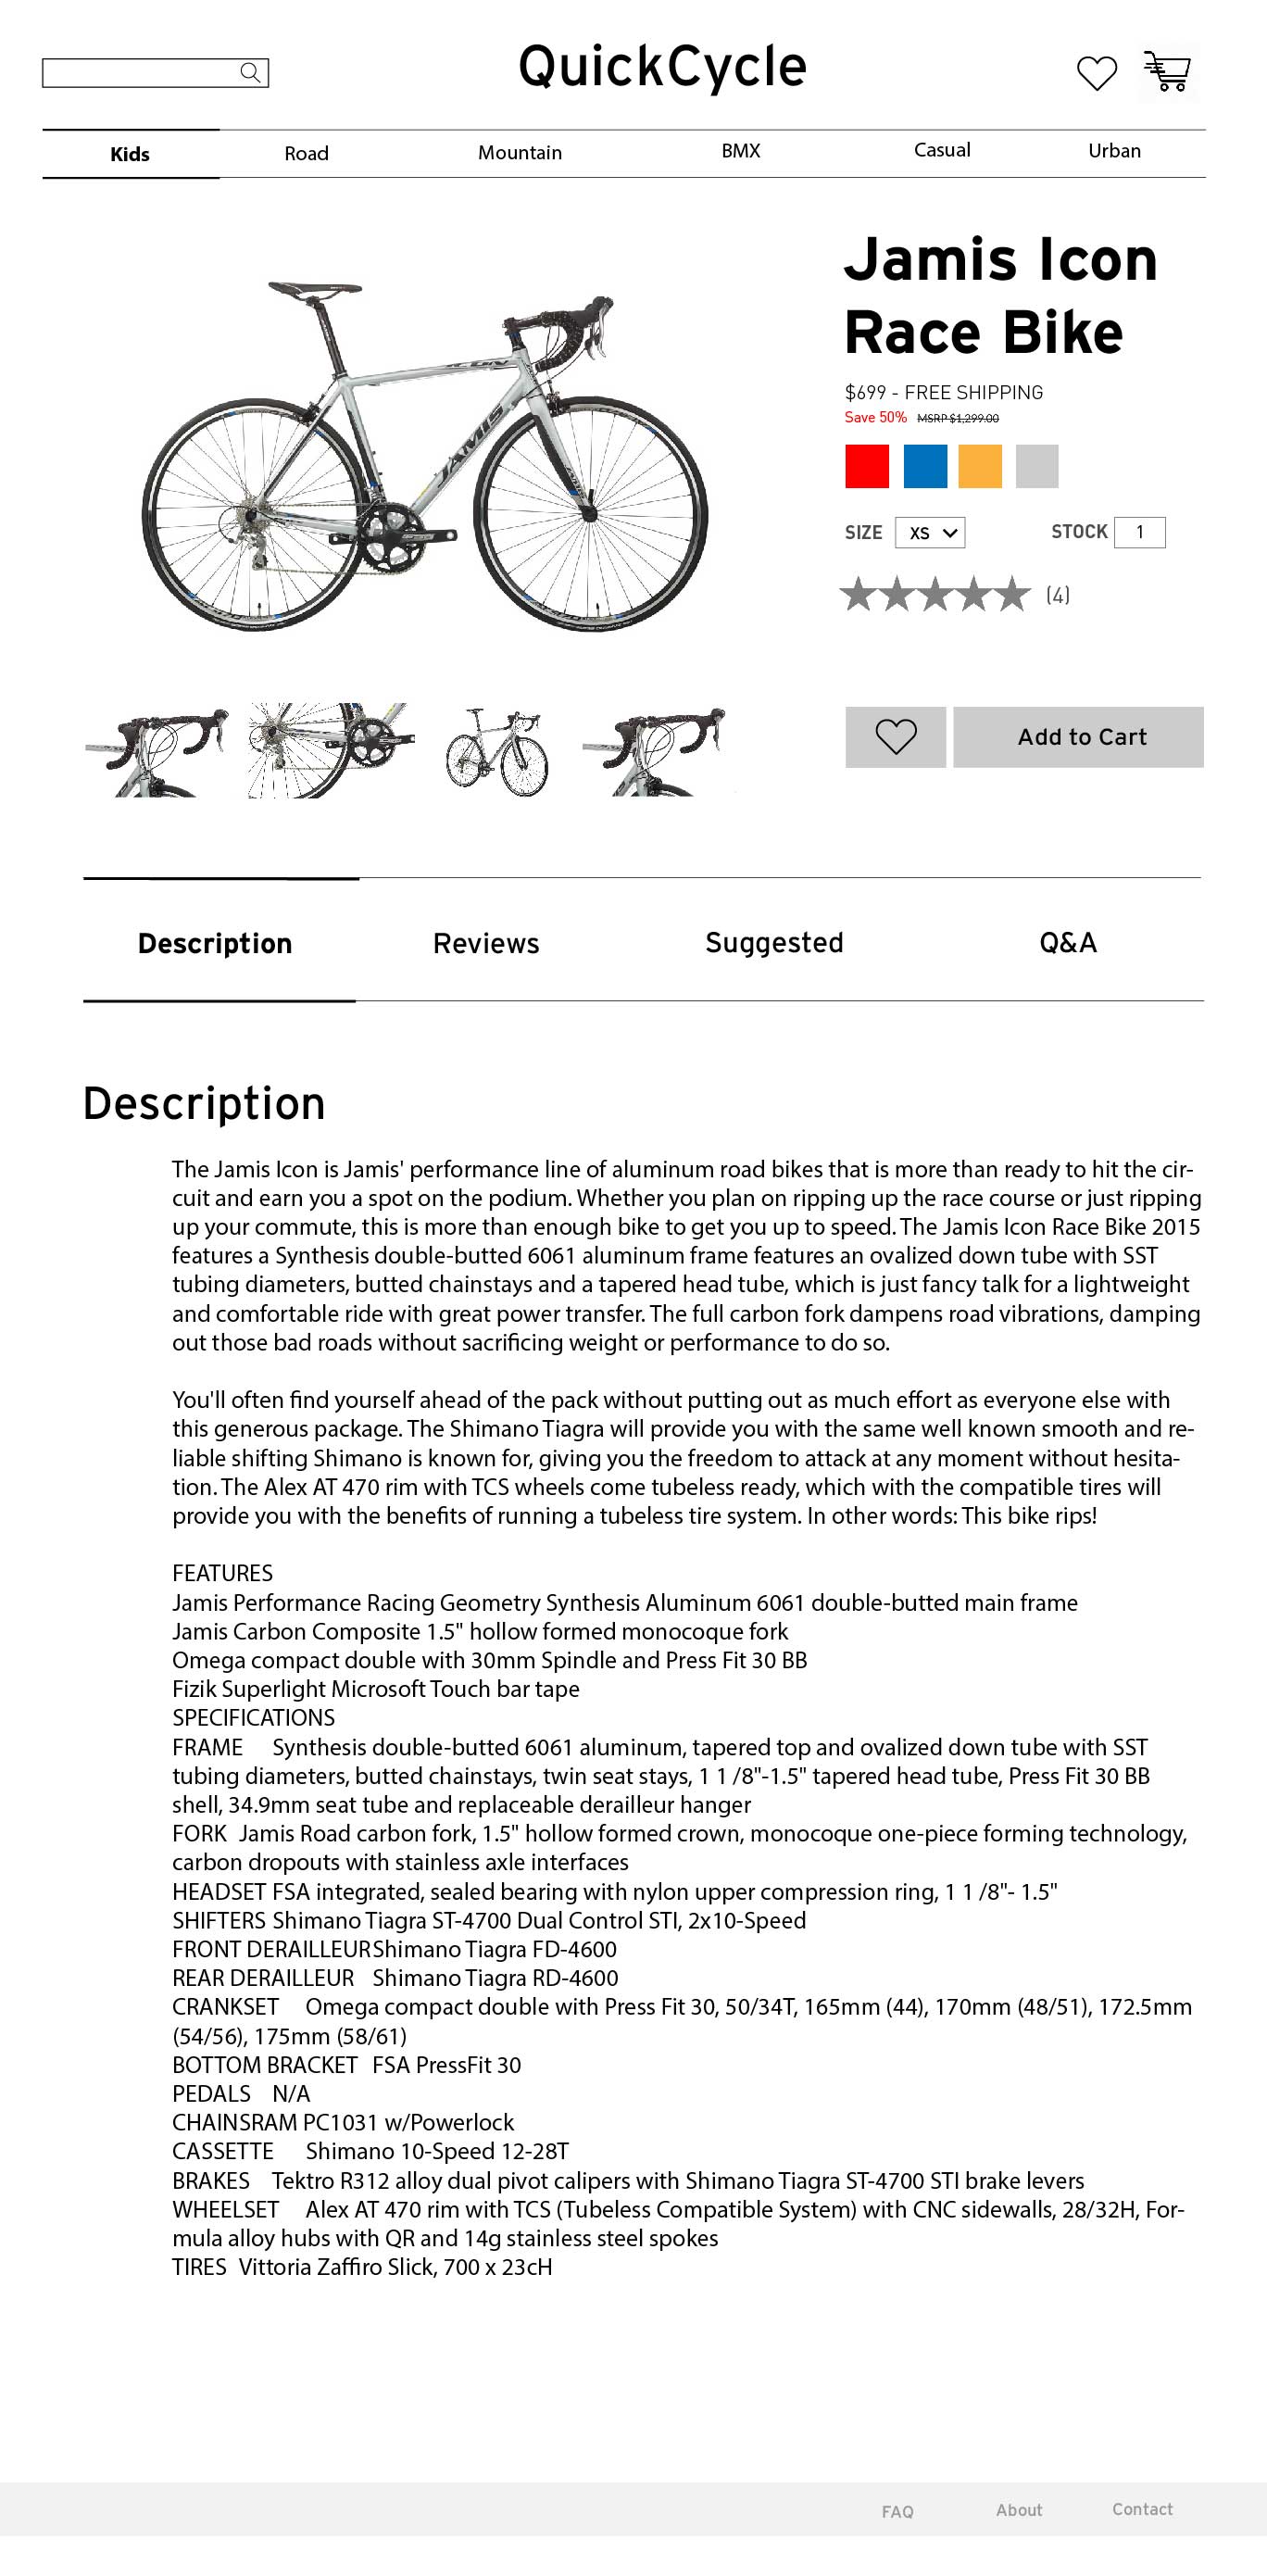 QuickCycle
Kids Road Mountain BMX Casual Urban
Jamis Icon
Race Bike
$699 - FREE SHIPPING
Save 50% MSRP $1,299.00
SIZE XS STOCK 1
(4)
JAMIS
Add to Cart
Description Reviews Suggested Q&A
Description
The Jamis Icon is Jamis' performance line of aluminum road bikes that is more than ready to hit the cir-
cuit and earn you a spot on the podium. Whether you plan on ripping up the race course or just ripping
up your commute, this is more than enough bike to get you up to speed. The Jamis Icon Race Bike 2015
features a Synthesis double-butted 6061 aluminum frame features an ovalized down tube with SST
tubing diameters, butted chainstays and a tapered head tube, which is just fancy talk for a lightweight
and comfortable ride with great power transfer. The full carbon fork dampens road vibrations, damping
out those bad roads without sacrificing weight or performance to do so.
You'll often find yourself ahead of the pack without putting out as much effort as everyone else with
this generous package. The Shimano Tiagra will provide you with the same well known smooth and re-
liable shifting Shimano is known for, giving you the freedom to attack at any moment without hesita-
tion. The Alex AT 470 rim with TCS wheels come tubeless ready, which with the compatible tires will
provide you with the benefits of running a tubeless tire system. In other words: This bike rips!
FEATURES
Jamis Performance Racing Geometry Synthesis Aluminum 6061 double-butted main frame
Jamis Carbon Composite 1.5" hollow formed monocoque fork
Omega compact double with 30mm Spindle and Press Fit 30 BB
Fizik Superlight Microsoft Touch bar tape
SPECIFICATIONS
FRAME Synthesis double-butted 6061 aluminum, tapered top and ovalized down tube with SST
tubing diameters, butted chainstays, twin seat stays, 1 1 /8"-1.5" tapered head tube, Press Fit 30 BB
shell, 34.9mm seat tube and replaceable derailleur hanger
FORK Jamis Road carbon fork, 1.5" hollow formed crown, monocoque one-piece forming technology,
carbon dropouts with stainless axle interfaces
HEADSET FSA integrated, sealed bearing with nylon upper compression ring, 1 1 /8"- 1.5"
SHIFTERS Shimano Tiagra ST-4700 Dual Control STI, 2x10-Speed
FRONT DERAILLEURShimano Tiagra FD-4600
REAR DERAILLEUR Shimano Tiagra RD-4600
CRANKSET Omega compact double with Press Fit 30, 50/34T, 165mm (44), 170mm (48/51), 172.5mm
(54/56), 175mm (58/61)
BOTTOM BRACKET FSA PressFit 30
PEDALS N/A
CHAINSRAM PC1031 w/Powerlock
CASSETTE Shimano 10-Speed 12-28T
BRAKES Tektro R312 alloy dual pivot calipers with Shimano Tiagra ST-4700 STI brake levers
WHEELSET Alex AT 470 rim with TCS (Tubeless Compatible System) with CNC sidewalls, 28/32H, For-
mula alloy hubs with QR and 14g stainless steel spokes
TIRES Vittoria Zaffiro Slick, 700 x 23cH
FAQ About Contact